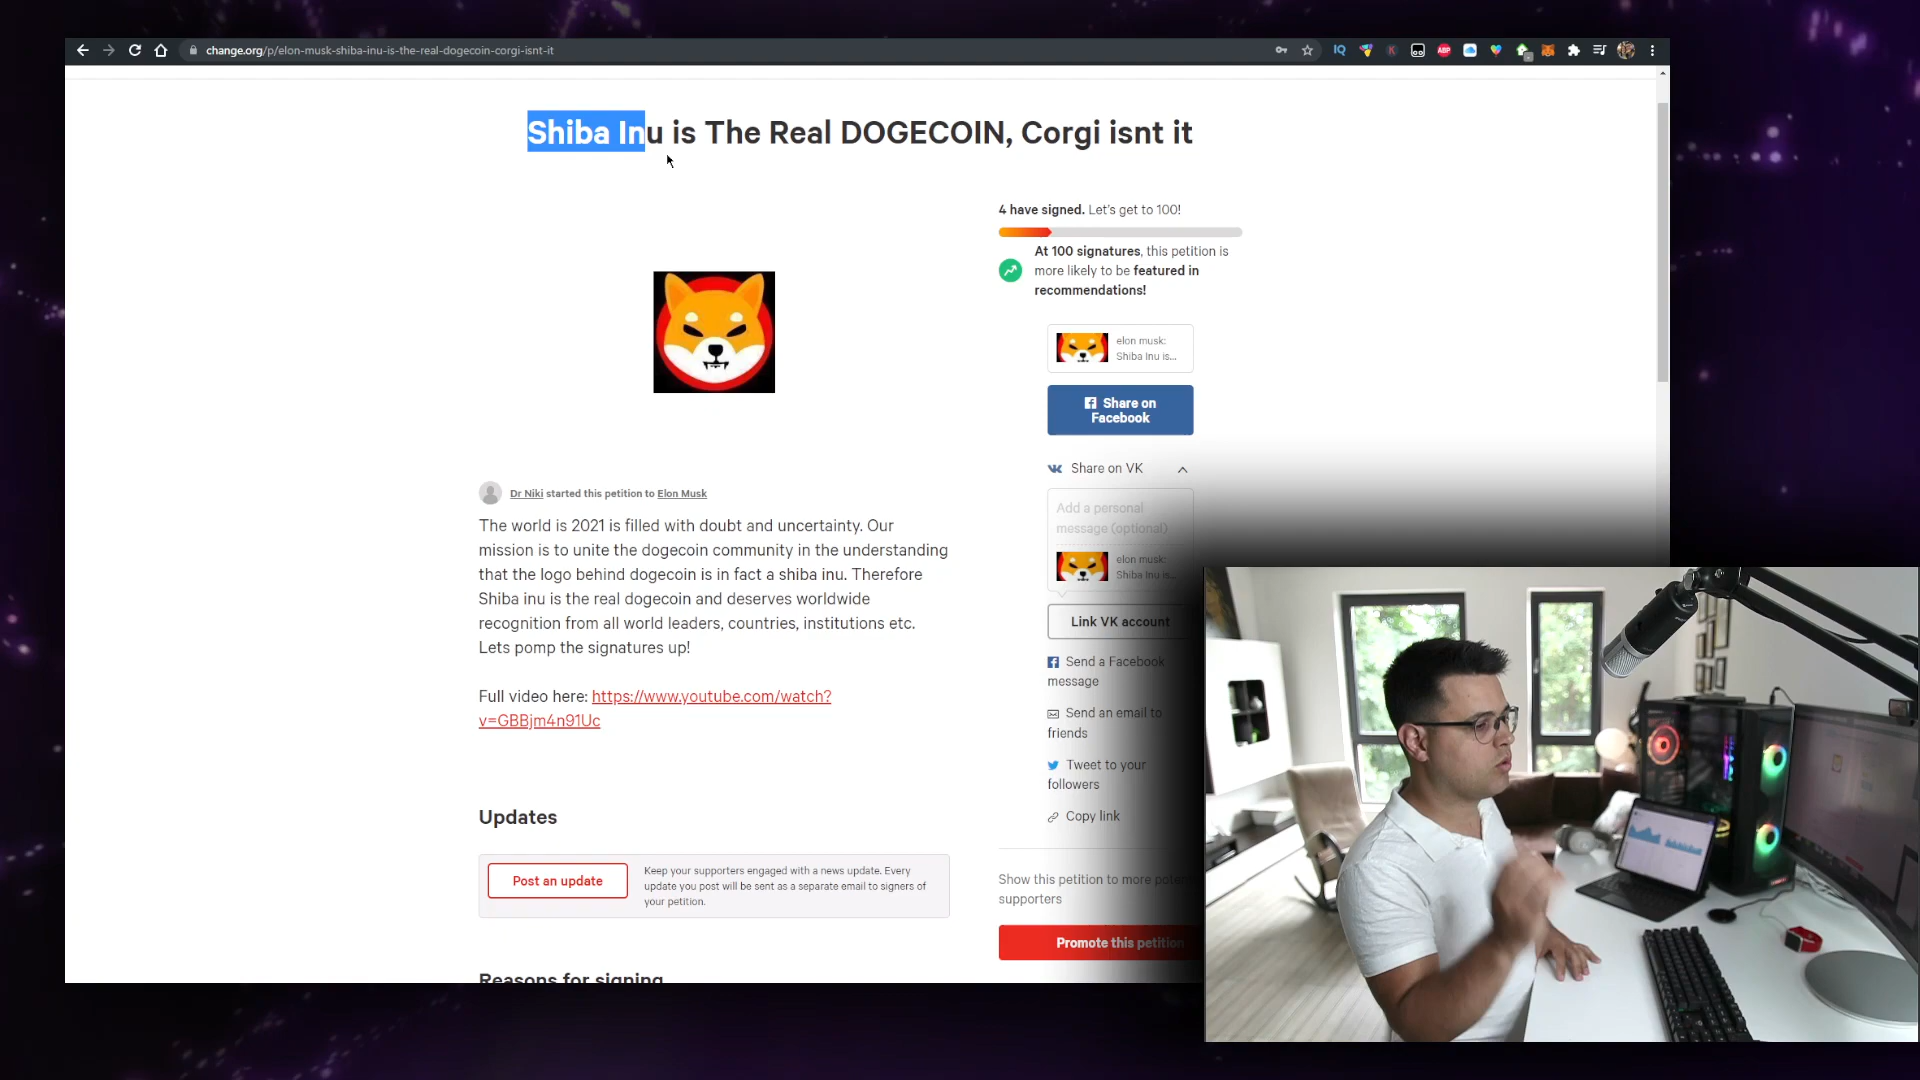 change.org/p/elon-musk-shiba-inu-is-the-real-dogecoin-corgi-isnt-it
IQ
K
ABP
Shiba Inu is The Real DOGECOIN, Corgi isnt it
4 have signed. Let's get to 100!
At 100 signatures, this petition is
more likely to be featured in
recommendations!
elon musk:
Shiba Inu is...
Share on
Facebook
Share on VK
Add a personal
message (optional)
elon musk:
Shiba Inu is...
Link VK account
Send a Facebook
message
Send an email to
friends
Tweet to your
followers
Copy link
Show this petition to more
supporters
Promote this petition
Dr Niki started this petition to Elon Musk
The world is 2021 is filled with doubt and uncertainty. Our
mission is to unite the dogecoin community in the understanding
that the logo behind dogecoin is in fact a shiba inu. Therefore
Shiba inu is the real dogecoin and deserves worldwide
recognition from all world leaders, countries, institutions etc.
Lets pomp the signatures up!
Full video here: https://www.youtube.com/watch?
v=GBBjm4n91Uc
Updates
Post an update
Keep your supporters engaged with a news update. Every
update you post will be sent as a separate email to signers of
your petition.
Reasons for signing